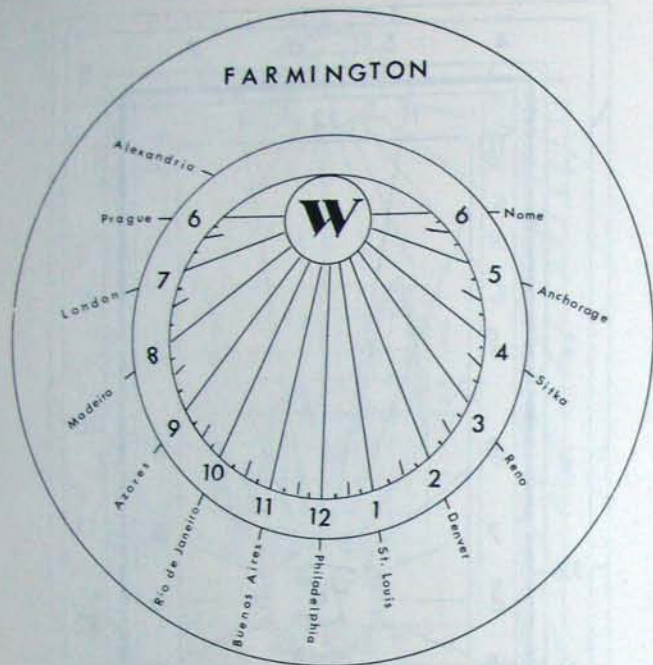 FARMINGTON
Alexandria
Prague
London
Madeira
Azores
Rio de Janeiro
Buenos Aires
Philadelphia
St. Louis
Denver
Reno
Sitka
Anchorage
Nome
W
6
7
8
9
10
11
12
1
2
3
4
5
6